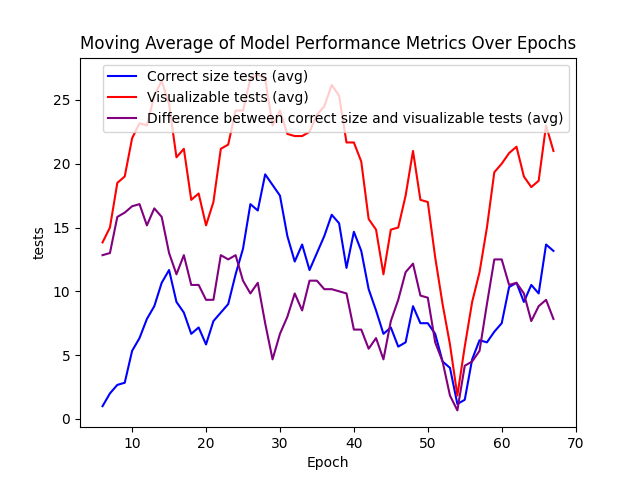 Moving Average of Model Performance Metrics Over Epochs
Correct size tests (avg)
Visualizable tests (avg)
Difference between correct size and visualizable tests (avg)
25
20
15
10
5
0
tests
10 20 30 40 50 60 70
Epoch